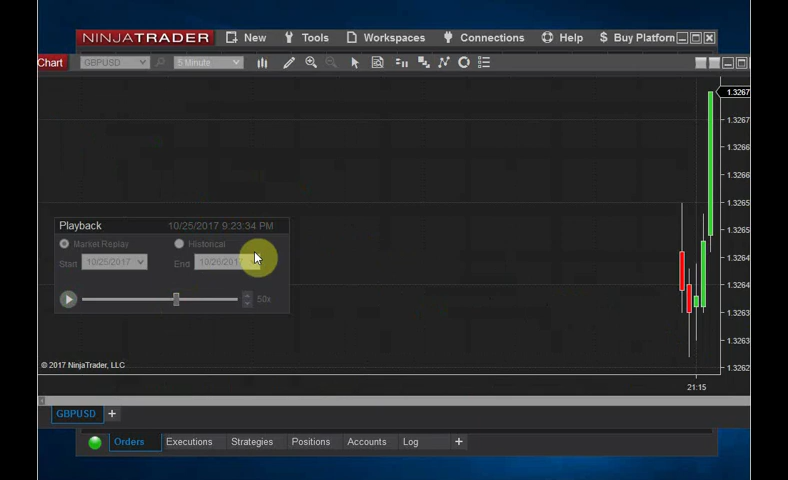 NINJATRADER New Tools Workspaces Connections Help Buy Platform
Chart GBPUSD 5 Minute
1.3267
1.3267
1.3266
1.3266
1.3265
1.3265
1.3264
1.3264
1.3263
1.3263
1.3262
Playback 10/25/2017 9:23:34 PM
Market Replay Historical
Start 10/25/2017 End 10/26/2017
50x
© 2017 NinjaTrader, LLC
21:15
GBPUSD +
Orders Executions Strategies Positions Accounts Log +